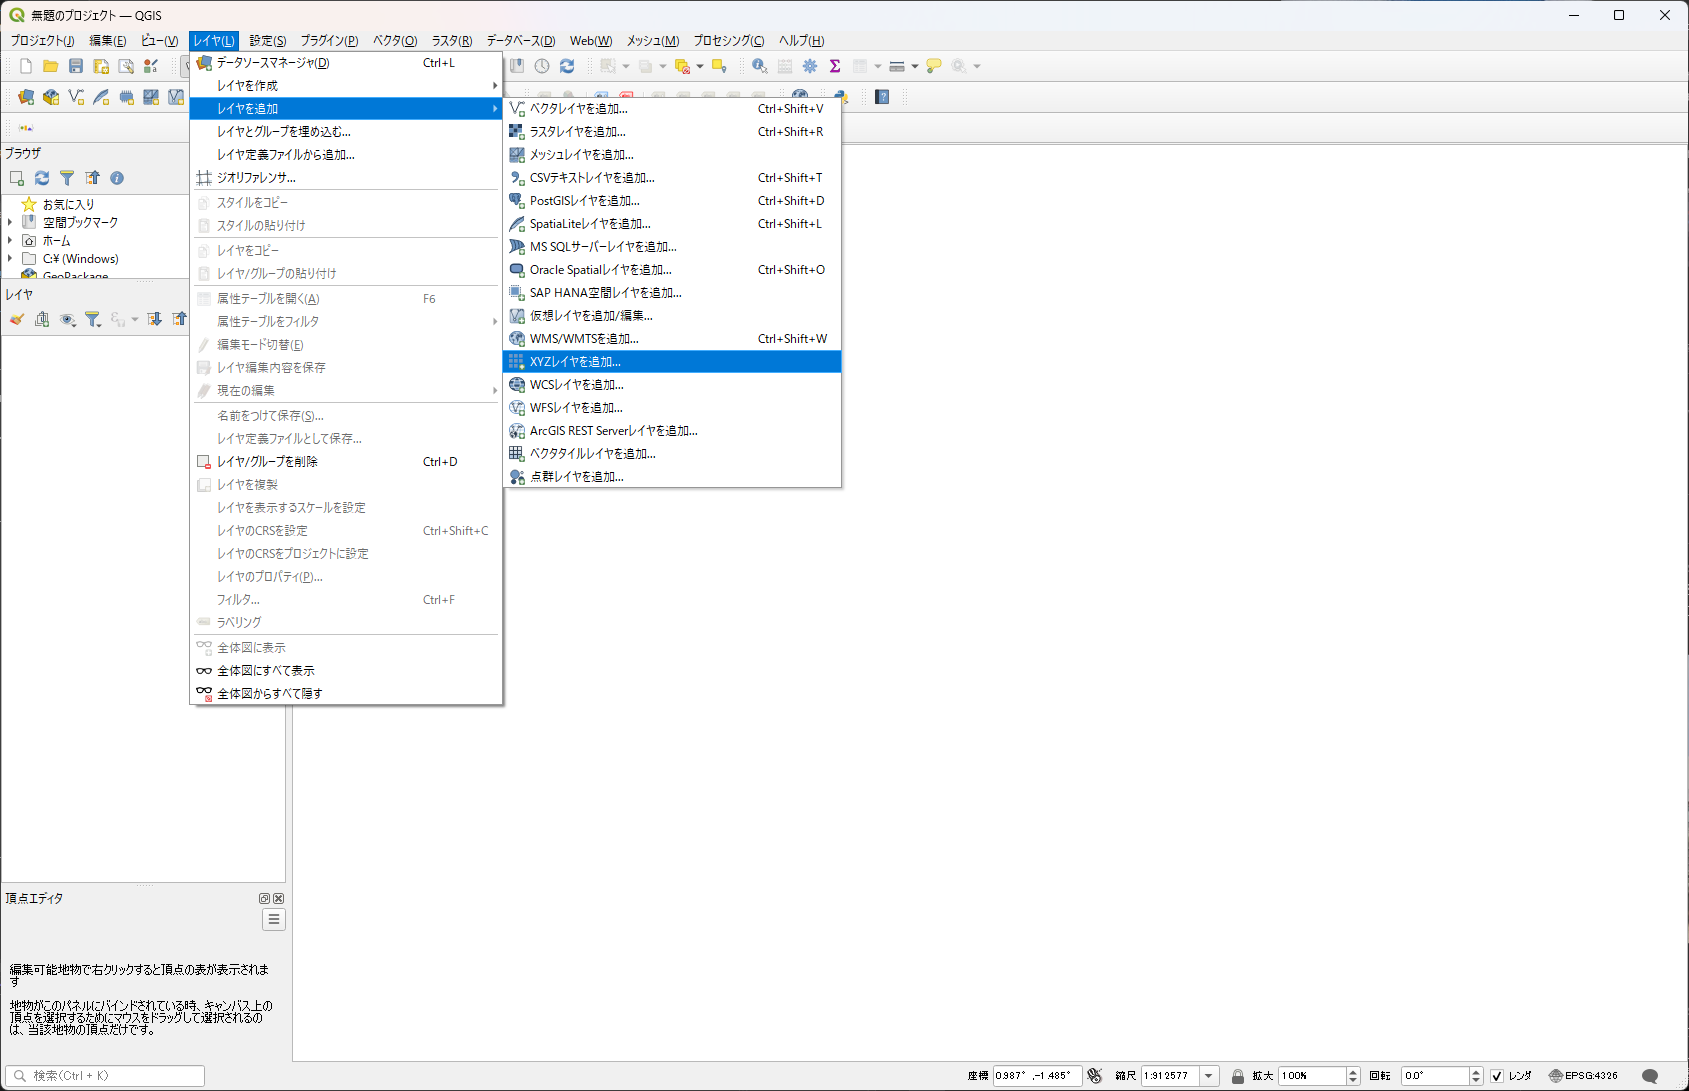 無題のプロジェクト — QGIS
プロジェクト(J) 編集(E) ビュー(V) レイヤ(L) 設定(S) プラグイン(P) ベクタ(O) ラスタ(R) データベース(D) Web(W) メッシュ(M) プロセシング(C) ヘルプ(H)
データソースマネージャ(D) Ctrl+L
レイヤを作成
レイヤを追加
レイヤとグループを埋め込む...
レイヤ定義ファイルから追加...
ジオリファレンサ...
スタイルをコピー
スタイルの貼り付け
レイヤをコピー
レイヤ/グループの貼り付け
属性テーブルを開く(A) F6
属性テーブルをフィルタ
編集モード切替(E)
レイヤ編集内容を保存
現在の編集
名前をつけて保存(S)...
レイヤ定義ファイルとして保存...
レイヤ/グループを削除 Ctrl+D
レイヤを複製
レイヤを表示するスケールを設定
レイヤのCRSを設定 Ctrl+Shift+C
レイヤのCRSをプロジェクトに設定
レイヤのプロパティ(P)...
フィルタ... Ctrl+F
ラベリング
全体図に表示
全体図にすべて表示
全体図からすべて隠す
ベクタレイヤを追加... Ctrl+Shift+V
ラスタレイヤを追加... Ctrl+Shift+R
メッシュレイヤを追加...
CSVテキストレイヤを追加... Ctrl+Shift+T
PostGISレイヤを追加... Ctrl+Shift+D
SpatiaLiteレイヤを追加... Ctrl+Shift+L
MS SQLサーバーレイヤを追加...
Oracle Spatialレイヤを追加... Ctrl+Shift+O
SAP HANA空間レイヤを追加...
仮想レイヤを追加/編集...
WMS/WMTSを追加... Ctrl+Shift+W
XYZレイヤを追加...
WCSレイヤを追加...
WFSレイヤを追加...
ArcGIS REST Serverレイヤを追加...
ベクタタイルレイヤを追加...
点群レイヤを追加...
ブラウザ
お気に入り
空間ブックマーク
ホーム
C:¥ (Windows)
GeoPackage
レイヤ
頂点エディタ
編集可能地物で右クリックすると頂点の表が表示されま
す
地物がこのパネルにバインドされている時、キャンバス上の
頂点を選択するためにマウスをドラッグして選択されるの
は、当該地物の頂点だけです。
検索(Ctrl + K)
座標 0.987° ,-1.485° 縮尺 1:912577 拡大 100% 回転 0.0° レンダ EPSG:4326